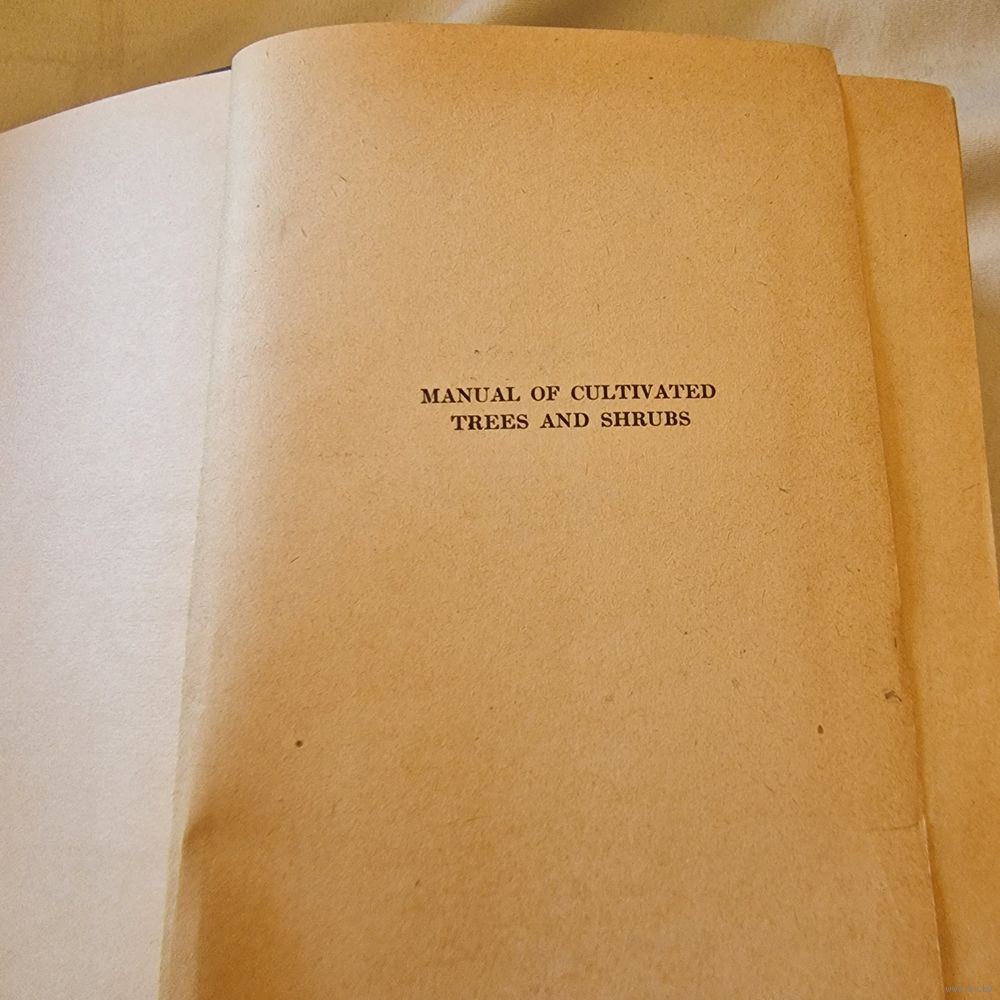 MANUAL OF CULTIVATED
TREES AND SHRUBS